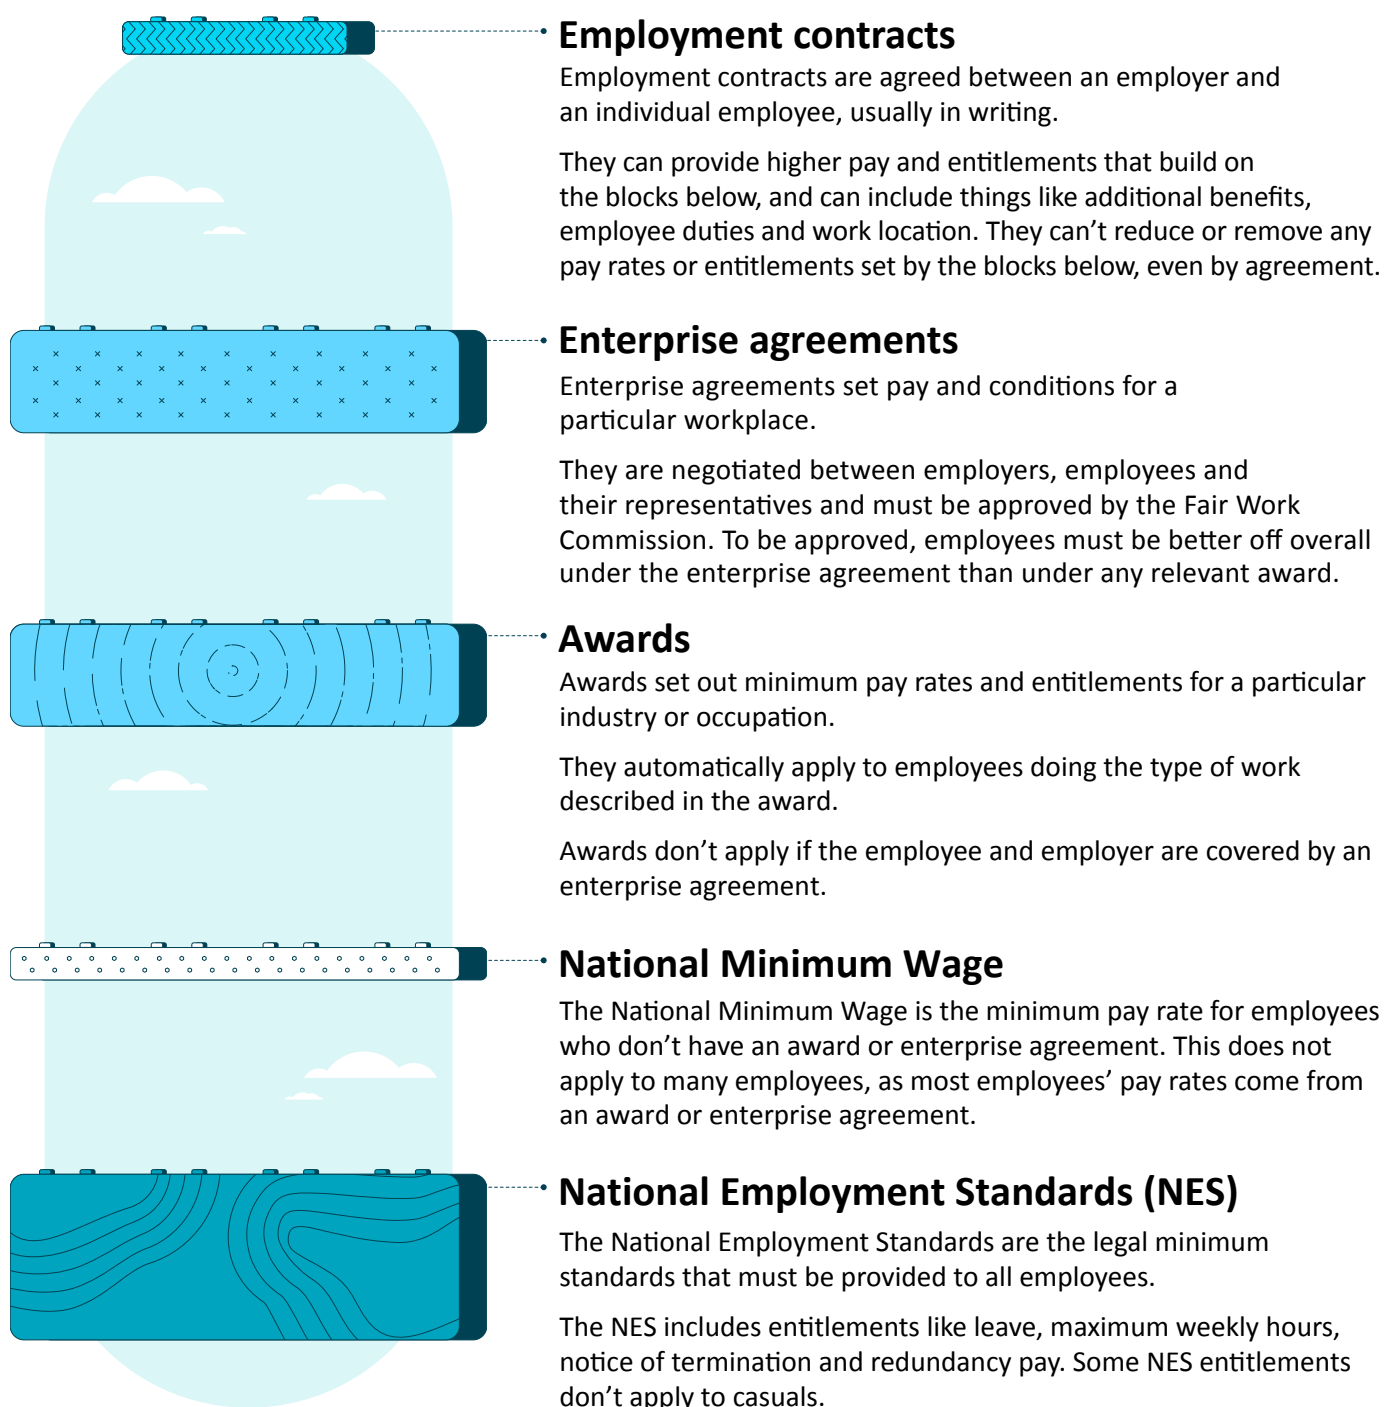 Employment contracts
Employment contracts are agreed between an employer and
an individual employee, usually in writing.
They can provide higher pay and entitlements that build on
the blocks below, and can include things like additional benefits,
employee duties and work location. They can’t reduce or remove any
pay rates or entitlements set by the blocks below, even by agreement.
Enterprise agreements
Enterprise agreements set pay and conditions for a
particular workplace.
They are negotiated between employers, employees and
their representatives and must be approved by the Fair Work
Commission. To be approved, employees must be better off overall
under the enterprise agreement than under any relevant award.
Awards
Awards set out minimum pay rates and entitlements for a particular
industry or occupation.
They automatically apply to employees doing the type of work
described in the award.
Awards don’t apply if the employee and employer are covered by an
enterprise agreement.
National Minimum Wage
The National Minimum Wage is the minimum pay rate for employees
who don’t have an award or enterprise agreement. This does not
apply to many employees, as most employees’ pay rates come from
an award or enterprise agreement.
National Employment Standards (NES)
The National Employment Standards are the legal minimum
standards that must be provided to all employees.
The NES includes entitlements like leave, maximum weekly hours,
notice of termination and redundancy pay. Some NES entitlements
don’t apply to casuals.